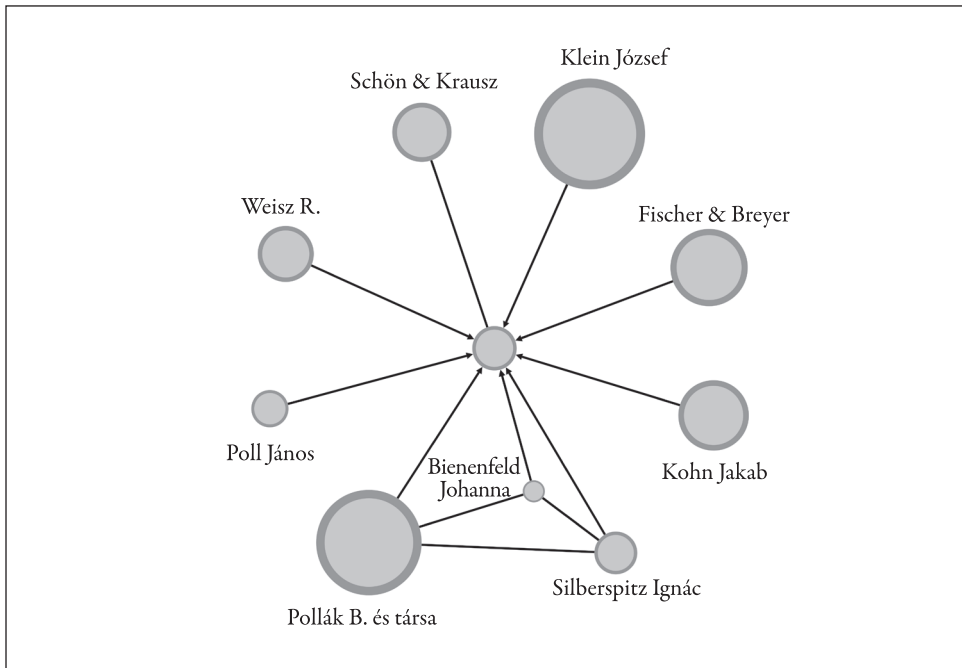 Klein József
Schön & Krausz
Weisz R.
Fischer & Breyer
Poll János
Bienenfeld
Johanna
Kohn Jakab
Silberspitz Ignác
Pollák B. és társa